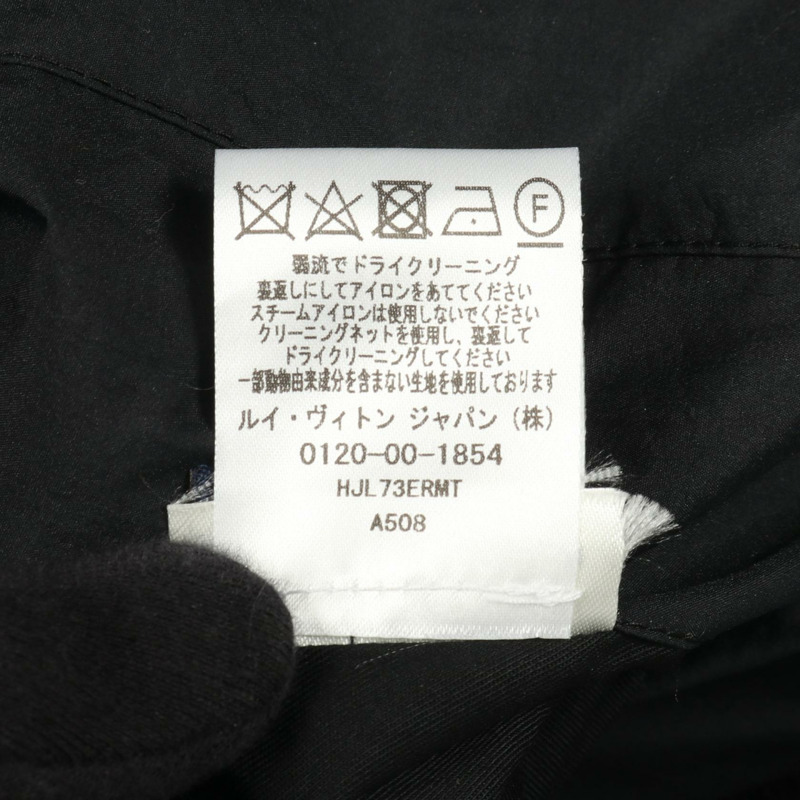 F
弱流でドライクリーニング
裏返しにしてアイロンをあててください
スチームアイロンは使用しないでください
クリーニングネットを使用し、裏返して
ドライクリーニングしてください
一部動物由来成分を含まない生地を使用しております
ルイ・ヴィトン ジャパン（株）
0120-00-1854
HJL73ERMT
A508